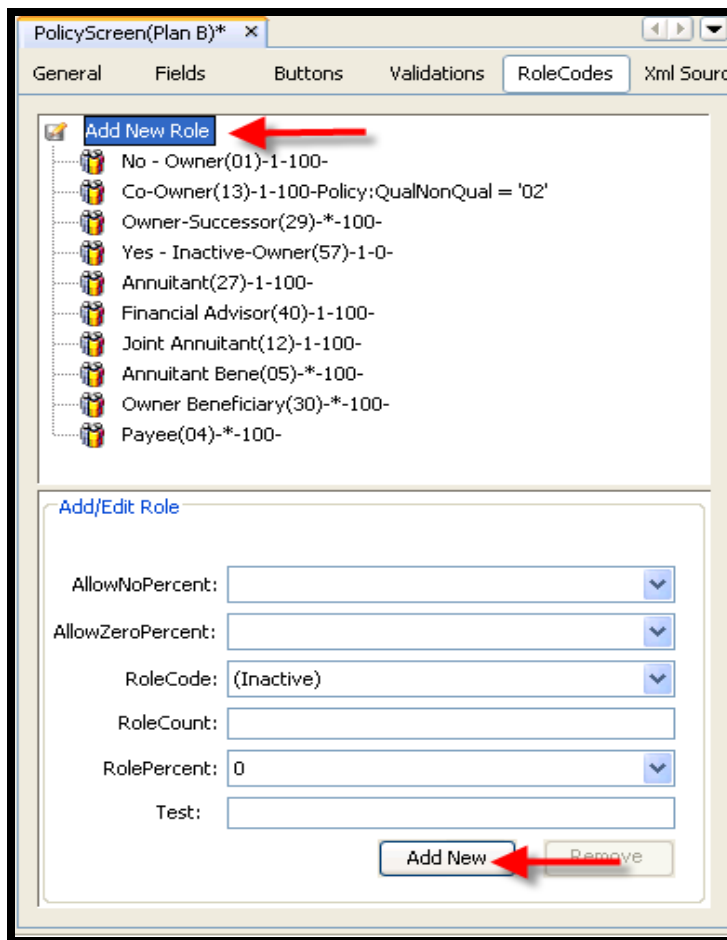 PolicyScreen(Plan B)* ×
General Fields Buttons Validations RoleCodes Xml Sourc
Add New Role
No - Owner(01)-1-100-
Co-Owner(13)-1-100-Policy:QualNonQual = '02'
Owner-Successor(29)-*-100-
Yes - Inactive-Owner(57)-1-0-
Annuitant(27)-1-100-
Financial Advisor(40)-1-100-
Joint Annuitant(12)-1-100-
Annuitant Bene(05)-*-100-
Owner Beneficiary(30)-*-100-
Payee(04)-*-100-
Add/Edit Role
AllowNoPercent:
AllowZeroPercent:
RoleCode: (Inactive)
RoleCount:
RolePercent: 0
Test:
Add New Remove